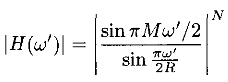 |H(ω′)| = |sin πMω′/2 / sin πω′/2R|^N